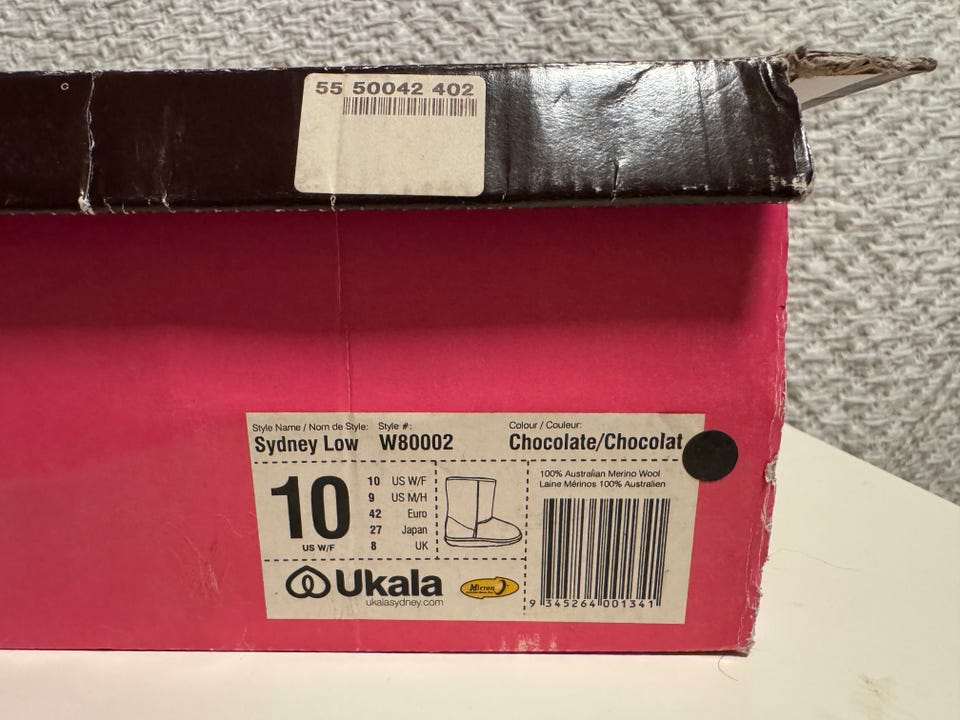 55 50042 402
Style Name / Nom de Style: Style #:
Sydney Low W80002
Colour / Couleur:
Chocolate/Chocolat
10
US W/F
10 US W/F
9 US M/H
42 Euro
27 Japan
8 UK
100% Australian Merino Wool
Laine Mérinos 100% Australien
Ukala
ukalasydney.com
Micron
9 345264 001341